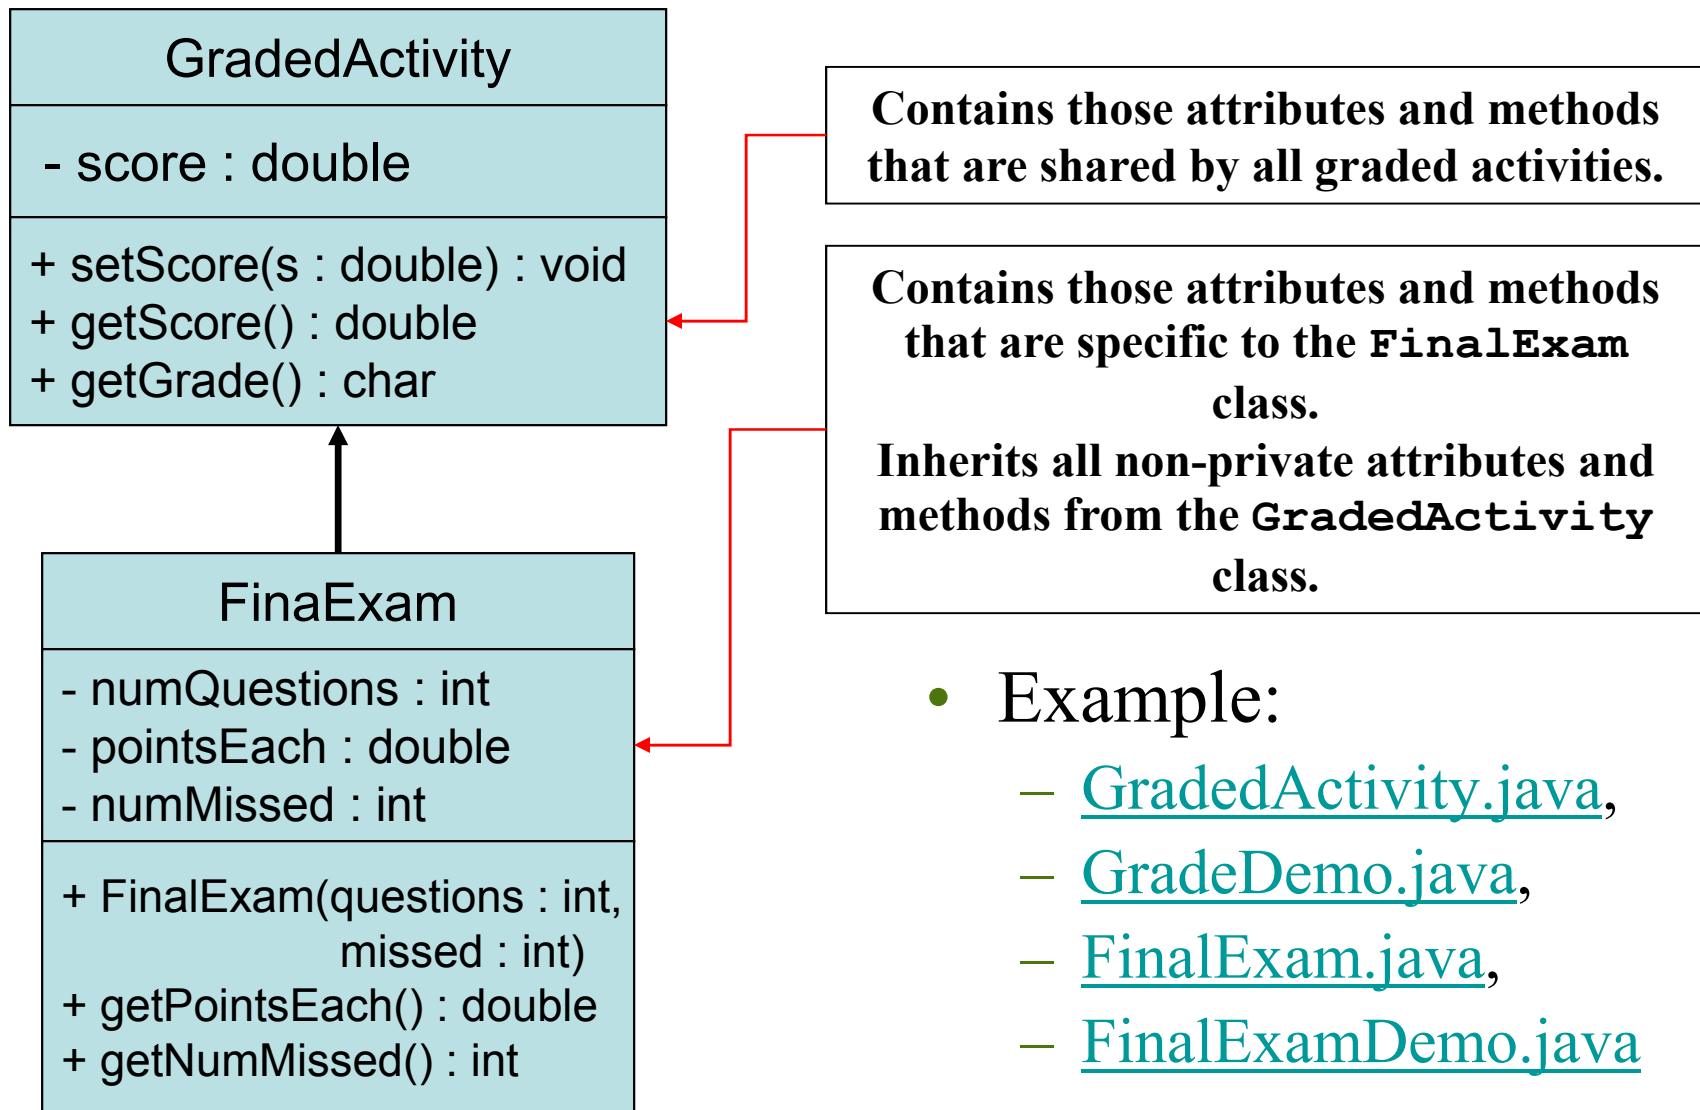 GradedActivity
- score : double
+ setScore(s : double) : void
+ getScore() : double
+ getGrade() : char
Contains those attributes and methods
that are shared by all graded activities.
Contains those attributes and methods
that are specific to the FinalExam
class.
Inherits all non-private attributes and
methods from the GradedActivity
class.
FinaExam
- numQuestions : int
- pointsEach : double
- numMissed : int
+ FinalExam(questions : int,
missed : int)
+ getPointsEach() : double
+ getNumMissed() : int
• Example:
– GradedActivity.java,
– GradeDemo.java,
– FinalExam.java,
– FinalExamDemo.java